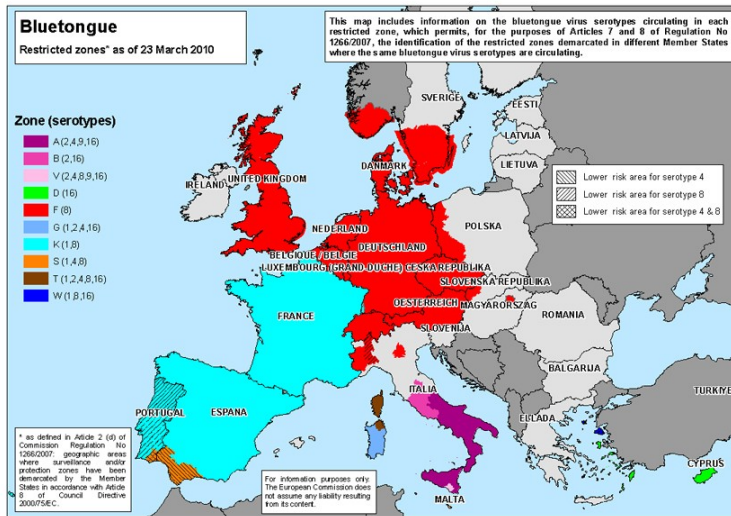 Bluetongue
Restricted zones* as of 23 March 2010
This map includes information on the bluetongue virus serotypes circulating in each
restricted zone, which permits, for the purposes of Articles 7 and 8 of Regulation No
1266/2007, the identification of the restricted zones demarcated in different Member States
where the same bluetongue virus serotypes are circulating.
Zone (serotypes)
A (2,4,9,16)
B (2,16)
V (2,4,8,9,16)
D (16)
F (8)
G (1,2,4,16)
K (1,8)
S (1,4,8)
T (1,2,4,8,16)
W (1,8,16)
Lower risk area for serotype 4
Lower risk area for serotype 8
Lower risk area for serotype 4 & 8
SVERIGE
EESTI
LATVIJA
LIETUVA
DANMARK
IRELAND
UNITED KINGDOM
NEDERLAND
POLSKA
DEUTSCHLAND
BELGIQUE / BELGIE
LUXEMBOURG (GRAND-DUCHE)
CESKA REPUBLIKA
SLOVENSKA REPUBLIKA
OESTERREICH
MAGYARORSZÁG
FRANCE
SLOVENIJA
ROMANIA
BALGARIJA
ITALIA
PORTUGAL
ESPANA
ELLADA
TURKIYE
CYPRUS
MALTA
* as defined in Article 2 (d) of
Commission Regulation No
1266/2007: geographic areas
where surveillance and/or
protection zones have been
demarcated by the Member
States in accordance with Article
8 of Council Directive
2000/75/EC.
For information purposes only.
The European Commission does
not assume any liability resulting
from its content.